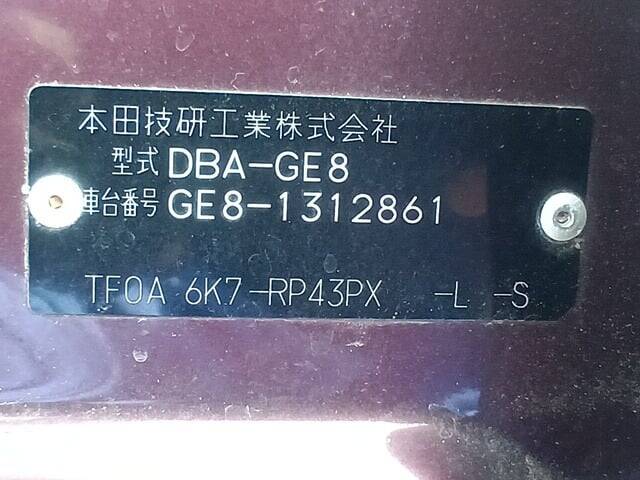 本田技研工業株式会社
型式 DBA-GE8
車台番号 GE8-1312861
TF0A 6K7-RP43PX -L -S